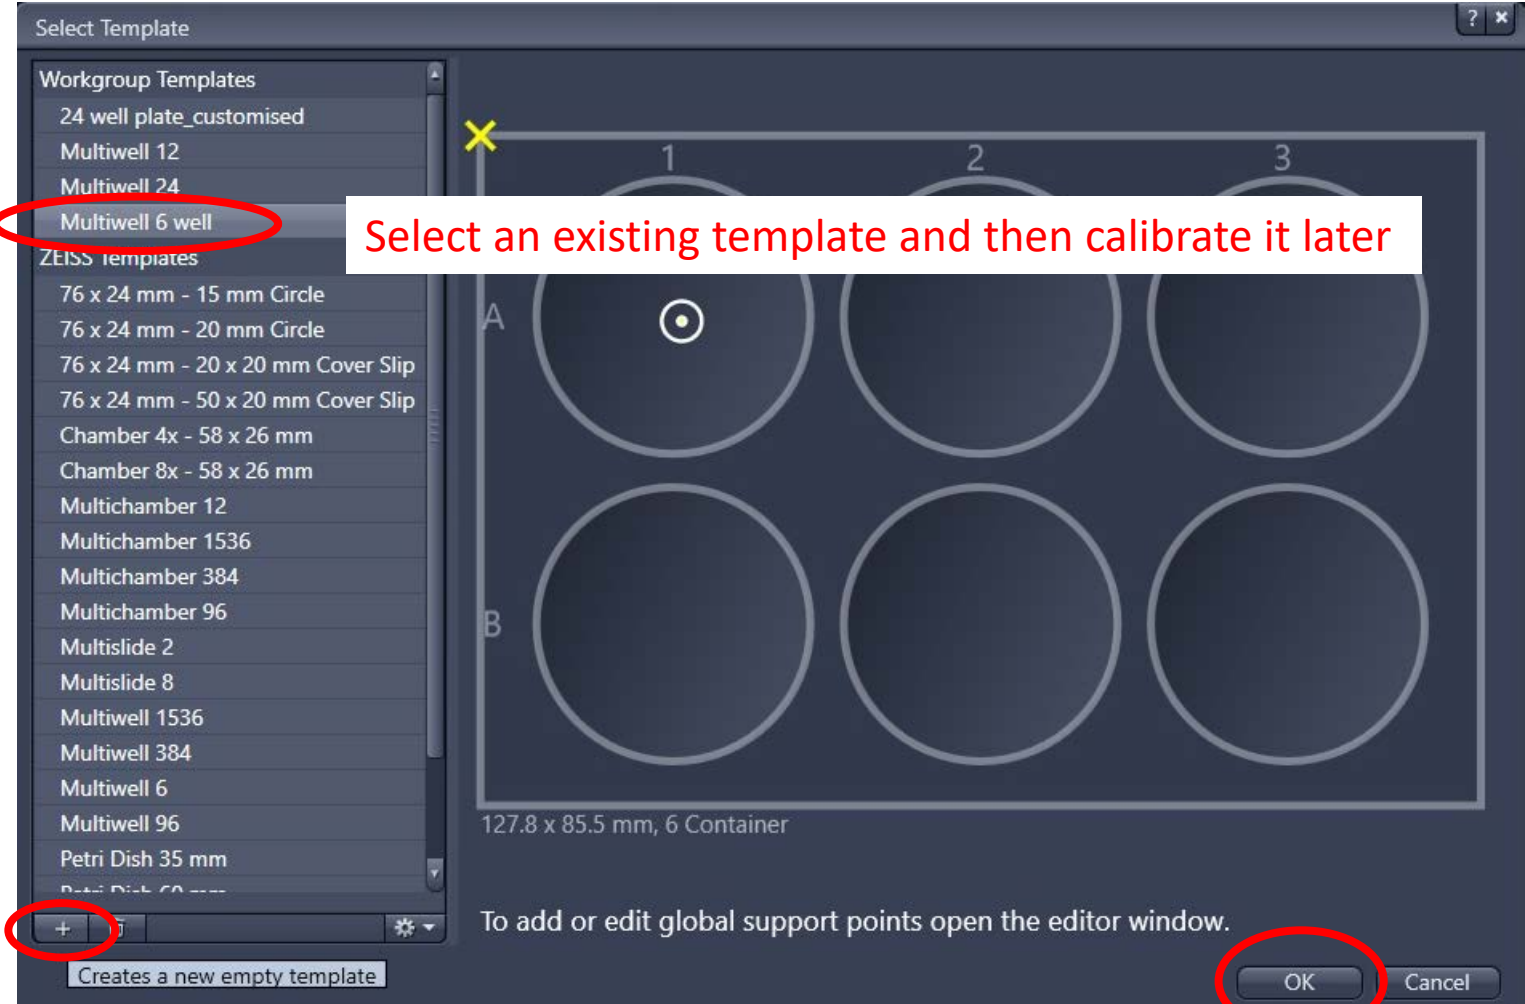 Select Template
? ×
Workgroup Templates
24 well plate_customised
Multiwell 12
Multiwell 24
Multiwell 6 well
ZEISS Templates
76 x 24 mm - 15 mm Circle
76 x 24 mm - 20 mm Circle
76 x 24 mm - 20 x 20 mm Cover Slip
76 x 24 mm - 50 x 20 mm Cover Slip
Chamber 4x - 58 x 26 mm
Chamber 8x - 58 x 26 mm
Multichamber 12
Multichamber 1536
Multichamber 384
Multichamber 96
Multislide 2
Multislide 8
Multiwell 1536
Multiwell 384
Multiwell 6
Multiwell 96
Petri Dish 35 mm
Petri Dish 60 mm
+
Creates a new empty template
1 2 3
Select an existing template and then calibrate it later
A
B
127.8 x 85.5 mm, 6 Container
To add or edit global support points open the editor window.
OK Cancel